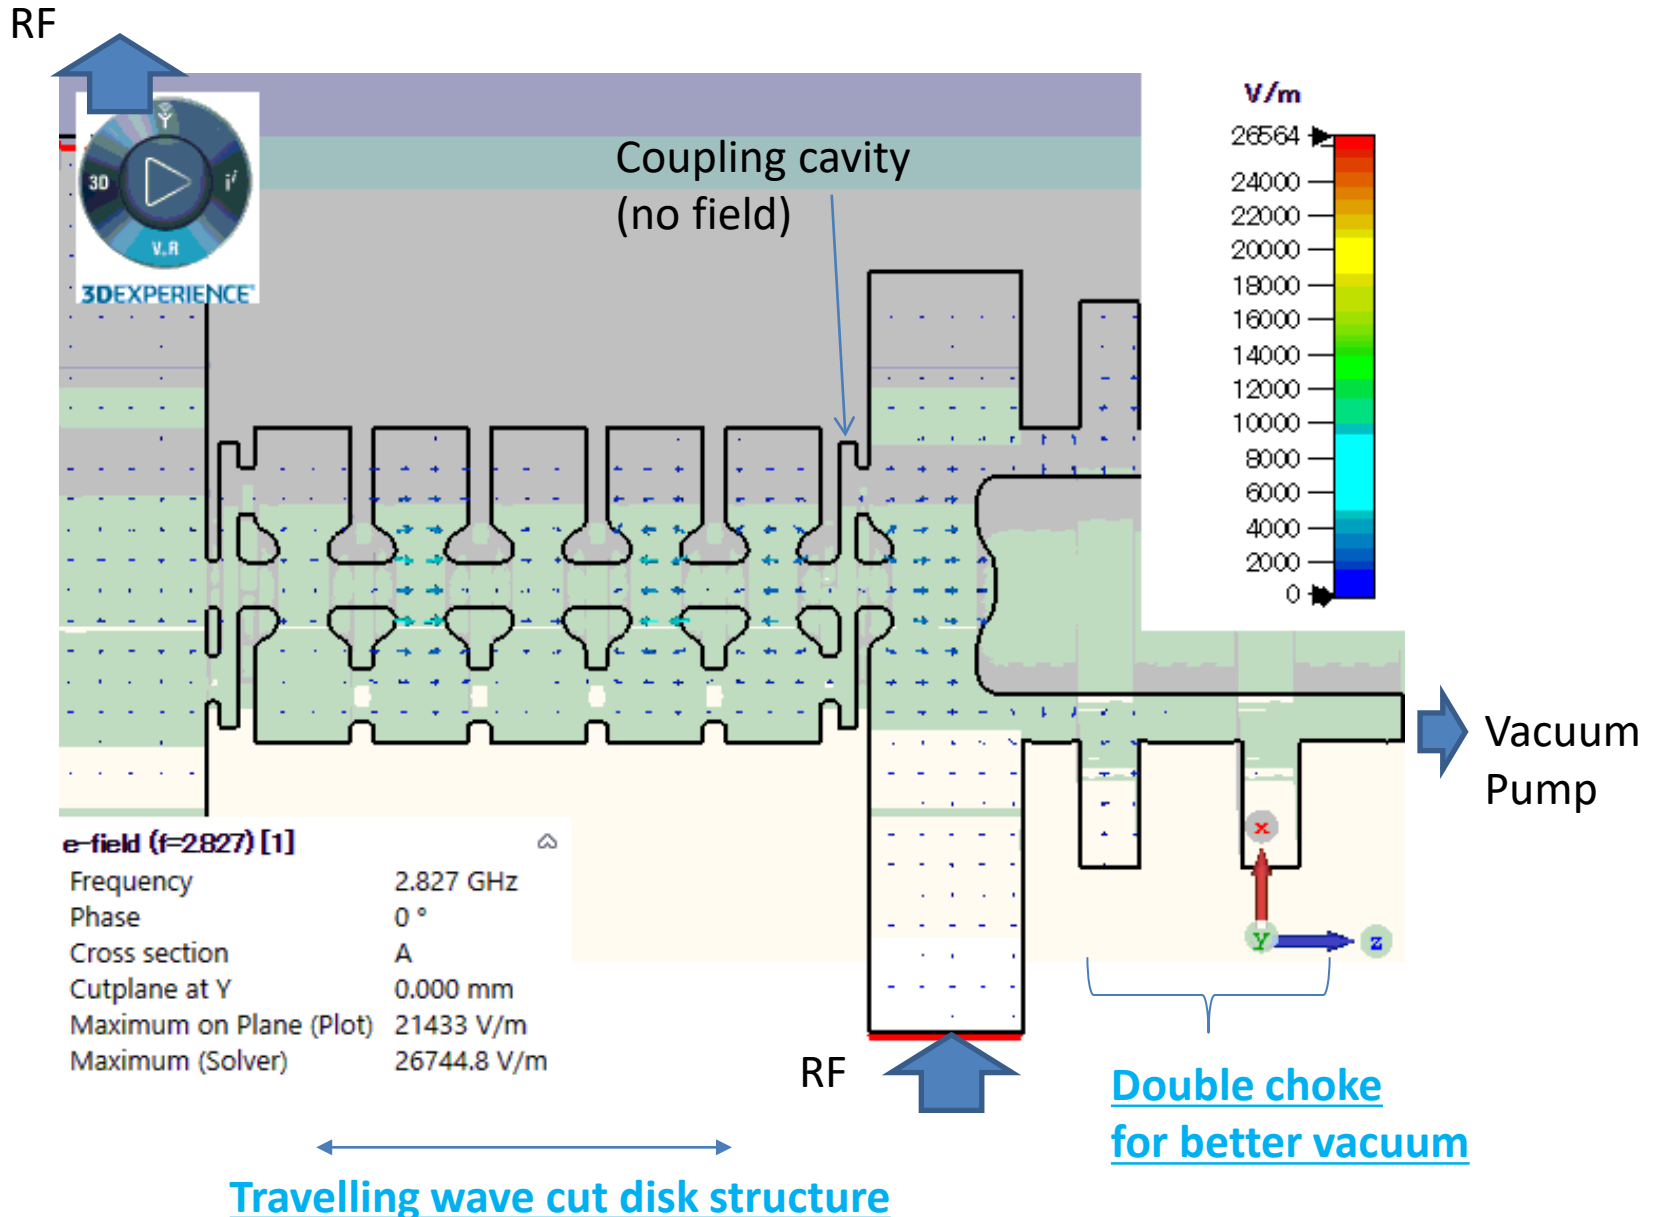 RF
3D
V.R
3DEXPERIENCE
Coupling cavity
(no field)
V/m
26564
24000
22000
20000
18000
16000
14000
12000
10000
8000
6000
4000
2000
0
Vacuum
Pump
e-field (f=2.827) [1]
Frequency 2.827 GHz
Phase 0 °
Cross section A
Cutplane at Y 0.000 mm
Maximum on Plane (Plot) 21433 V/m
Maximum (Solver) 26744.8 V/m
x
y
z
RF
Double choke
for better vacuum
Travelling wave cut disk structure